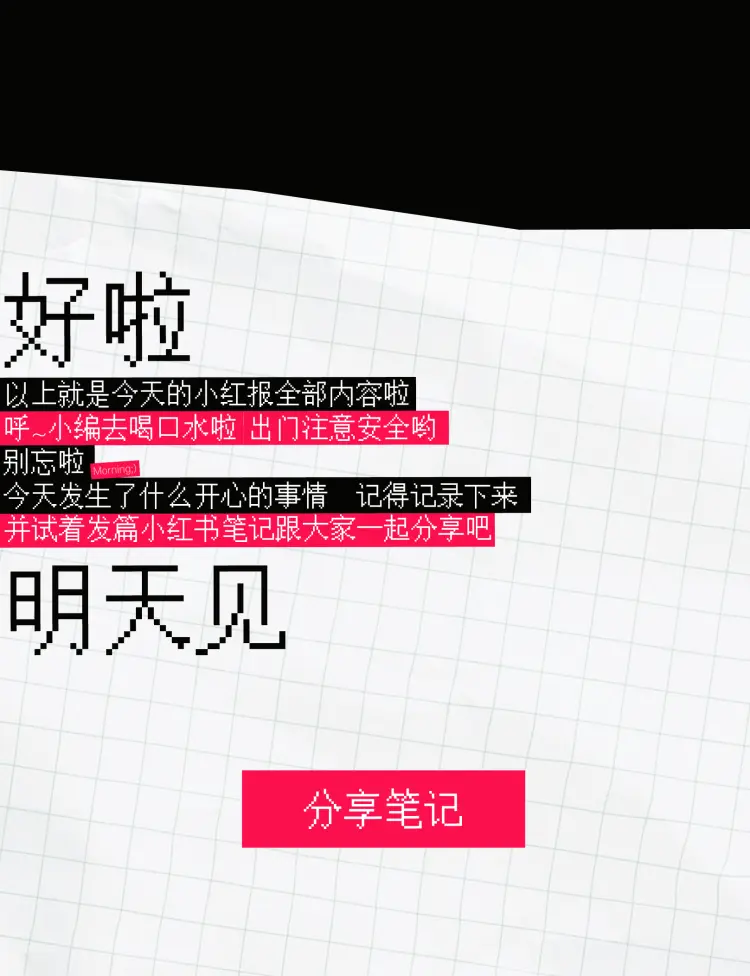 好啦
以上就是今天的小红报全部内容啦
呼~小编去喝口水啦 出门注意安全哟
别忘啦 Morning;)
今天发生了什么开心的事情 记得记录下来
并试着发篇小红书笔记跟大家一起分享吧
明天见
分享笔记